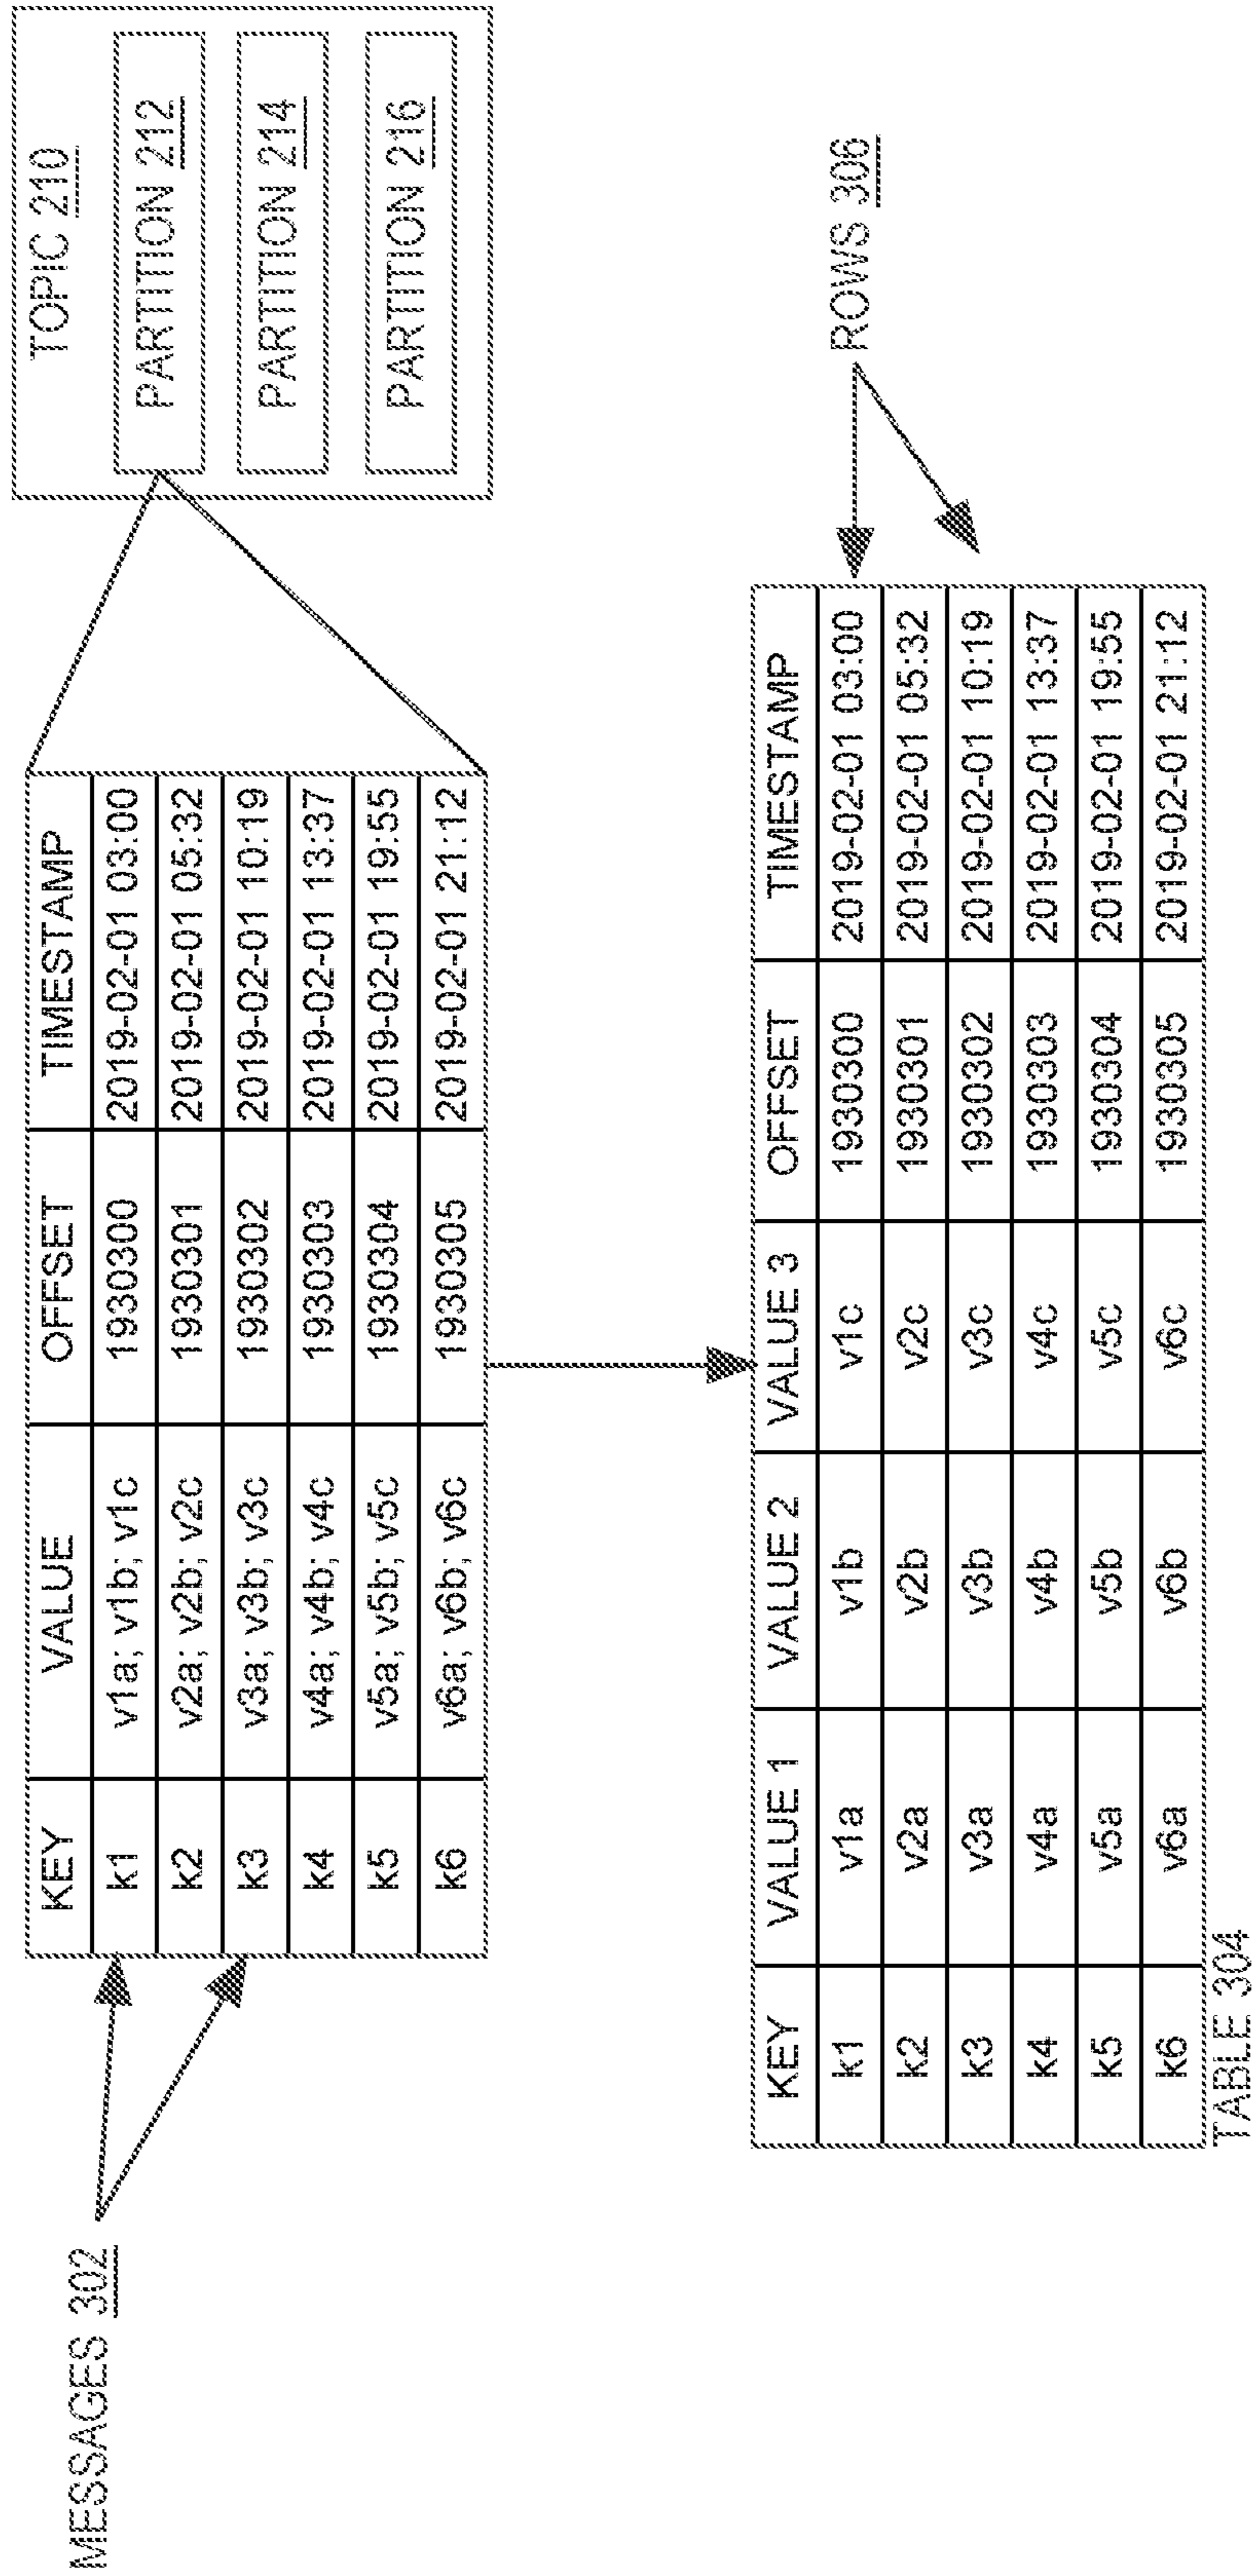 MESSAGES 302
KEY VALUE OFFSET TIMESTAMP
k1 v1a; v1b; v1c 1930300 2019-02-01 03:00
k2 v2a; v2b; v2c 1930301 2019-02-01 05:32
k3 v3a; v3b; v3c 1930302 2019-02-01 10:19
k4 v4a; v4b; v4c 1930303 2019-02-01 13:37
k5 v5a; v5b; v5c 1930304 2019-02-01 19:55
k6 v6a; v6b; v6c 1930305 2019-02-01 21:12
TOPIC 210
PARTITION 212
PARTITION 214
PARTITION 216
KEY VALUE 1 VALUE 2 VALUE 3 OFFSET TIMESTAMP
k1 v1a v1b v1c 1930300 2019-02-01 03:00
k2 v2a v2b v2c 1930301 2019-02-01 05:32
k3 v3a v3b v3c 1930302 2019-02-01 10:19
k4 v4a v4b v4c 1930303 2019-02-01 13:37
k5 v5a v5b v5c 1930304 2019-02-01 19:55
k6 v6a v6b v6c 1930305 2019-02-01 21:12
TABLE 304
ROWS 306